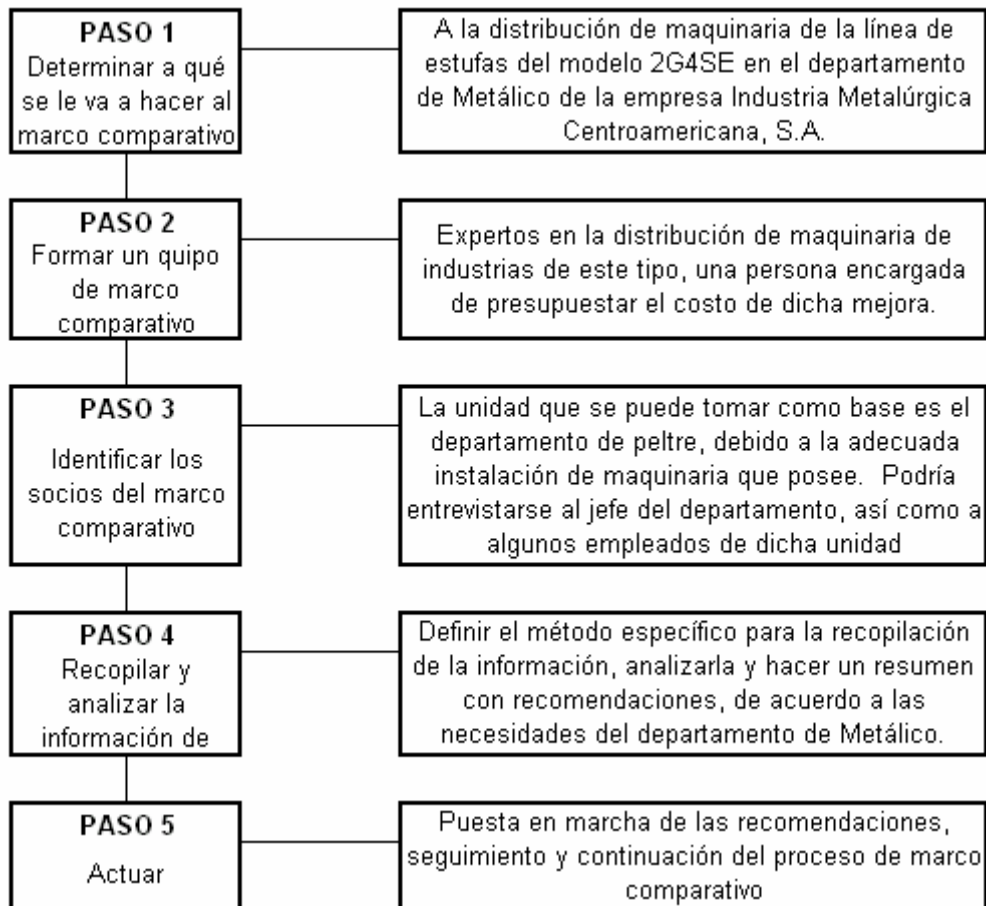 PASO 1
Determinar a qué
se le va a hacer al
marco comparativo
A la distribución de maquinaria de la línea de
estufas del modelo 2G4SE en el departamento
de Metálico de la empresa Industria Metalúrgica
Centroamericana, S.A.
PASO 2
Formar un quipo
de marco
comparativo
Expertos en la distribución de maquinaria de
industrias de este tipo, una persona encargada
de presupuestar el costo de dicha mejora.
PASO 3
Identificar los
socios del marco
comparativo
La unidad que se puede tomar como base es el
departamento de peltre, debido a la adecuada
instalación de maquinaria que posee. Podría
entrevistarse al jefe del departamento, así como a
algunos empleados de dicha unidad
PASO 4
Recopilar y
analizar la
información de
Definir el método específico para la recopilación
de la información, analizarla y hacer un resumen
con recomendaciones, de acuerdo a las
necesidades del departamento de Metálico.
PASO 5
Actuar
Puesta en marcha de las recomendaciones,
seguimiento y continuación del proceso de marco
comparativo